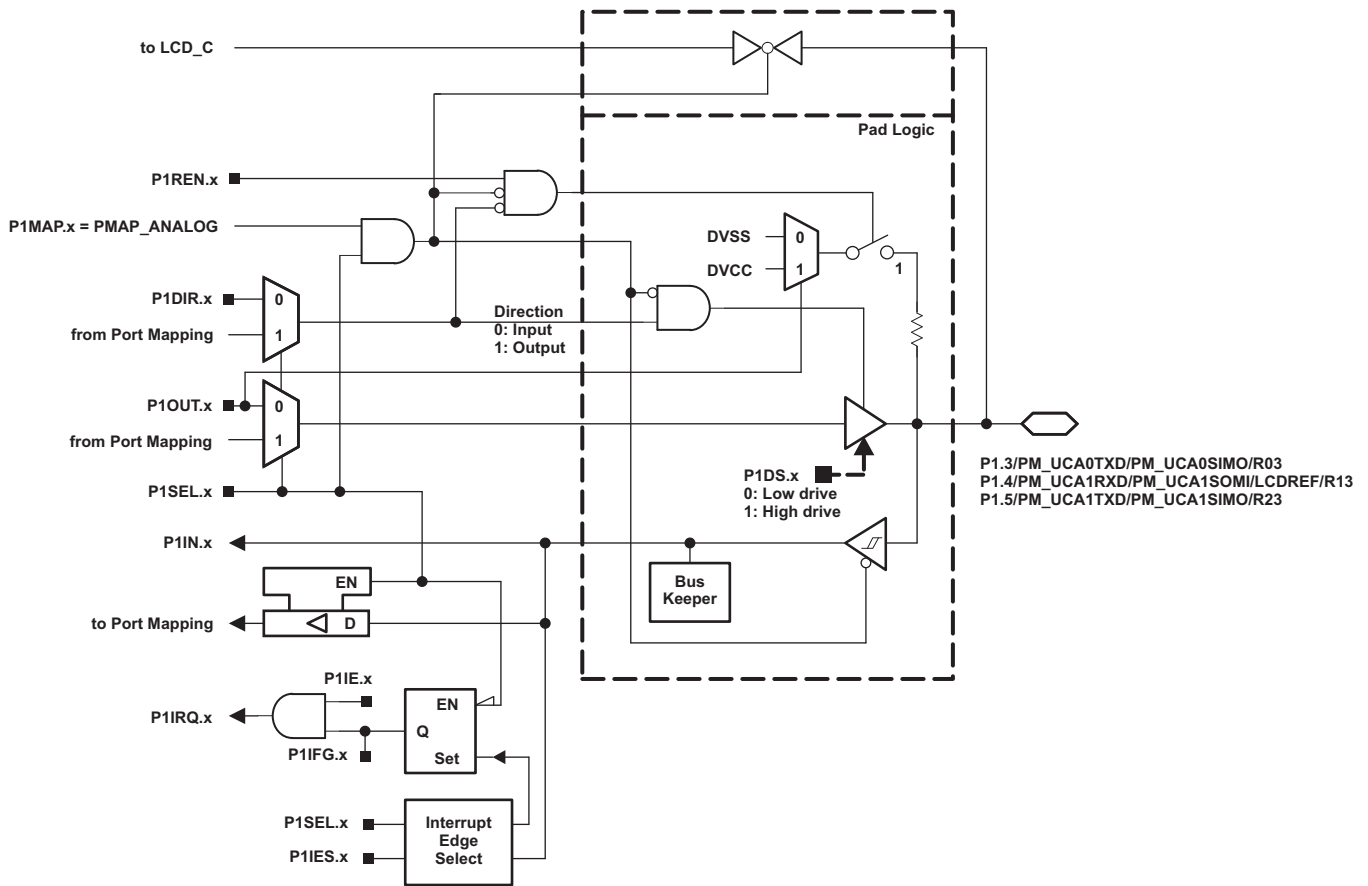 to LCD_C
Pad Logic
P1REN.x
P1MAP.x = PMAP_ANALOG
DVSS
0
DVCC
1
1
P1DIR.x
0
from Port Mapping
1
Direction
0: Input
1: Output
P1OUT.x
0
from Port Mapping
1
P1DS.x
0: Low drive
1: High drive
P1.3/PM_UCA0TXD/PM_UCA0SIMO/R03
P1.4/PM_UCA1RXD/PM_UCA1SOMI/LCDREF/R13
P1.5/PM_UCA1TXD/PM_UCA1SIMO/R23
P1SEL.x
P1IN.x
EN
Bus
Keeper
to Port Mapping
D
P1IE.x
EN
P1IRQ.x
Q
P1IFG.x
Set
P1SEL.x
P1IES.x
Interrupt
Edge
Select